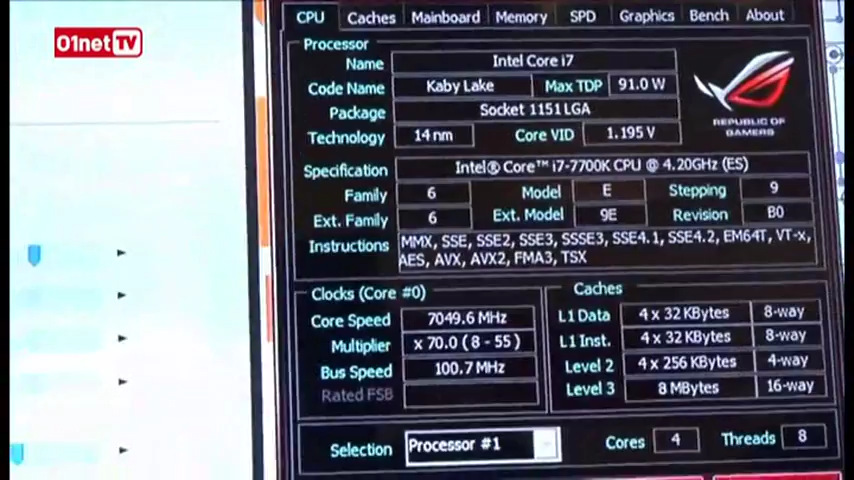 01net TV
CPU Caches Mainboard Memory SPD Graphics Bench About
Processor
Name Intel Core i7
Code Name Kaby Lake Max TDP 91.0 W
Package Socket 1151 LGA
Technology 14 nm Core VID 1.195 V
REPUBLIC OF
GAMERS
Specification Intel® Core™ i7-7700K CPU @ 4.20GHz (ES)
Family 6 Model E Stepping 9
Ext. Family 6 Ext. Model 9E Revision B0
Instructions MMX, SSE, SSE2, SSE3, SSSE3, SSE4.1, SSE4.2, EM64T, VT-x,
AES, AVX, AVX2, FMA3, TSX
Clocks (Core #0) Caches
Core Speed 7049.6 MHz L1 Data 4 x 32 KBytes 8-way
Multiplier x 70.0 ( 8 - 55 ) L1 Inst. 4 x 32 KBytes 8-way
Bus Speed 100.7 MHz Level 2 4 x 256 KBytes 4-way
Rated FSB Level 3 8 MBytes 16-way
Selection Processor #1 Cores 4 Threads 8